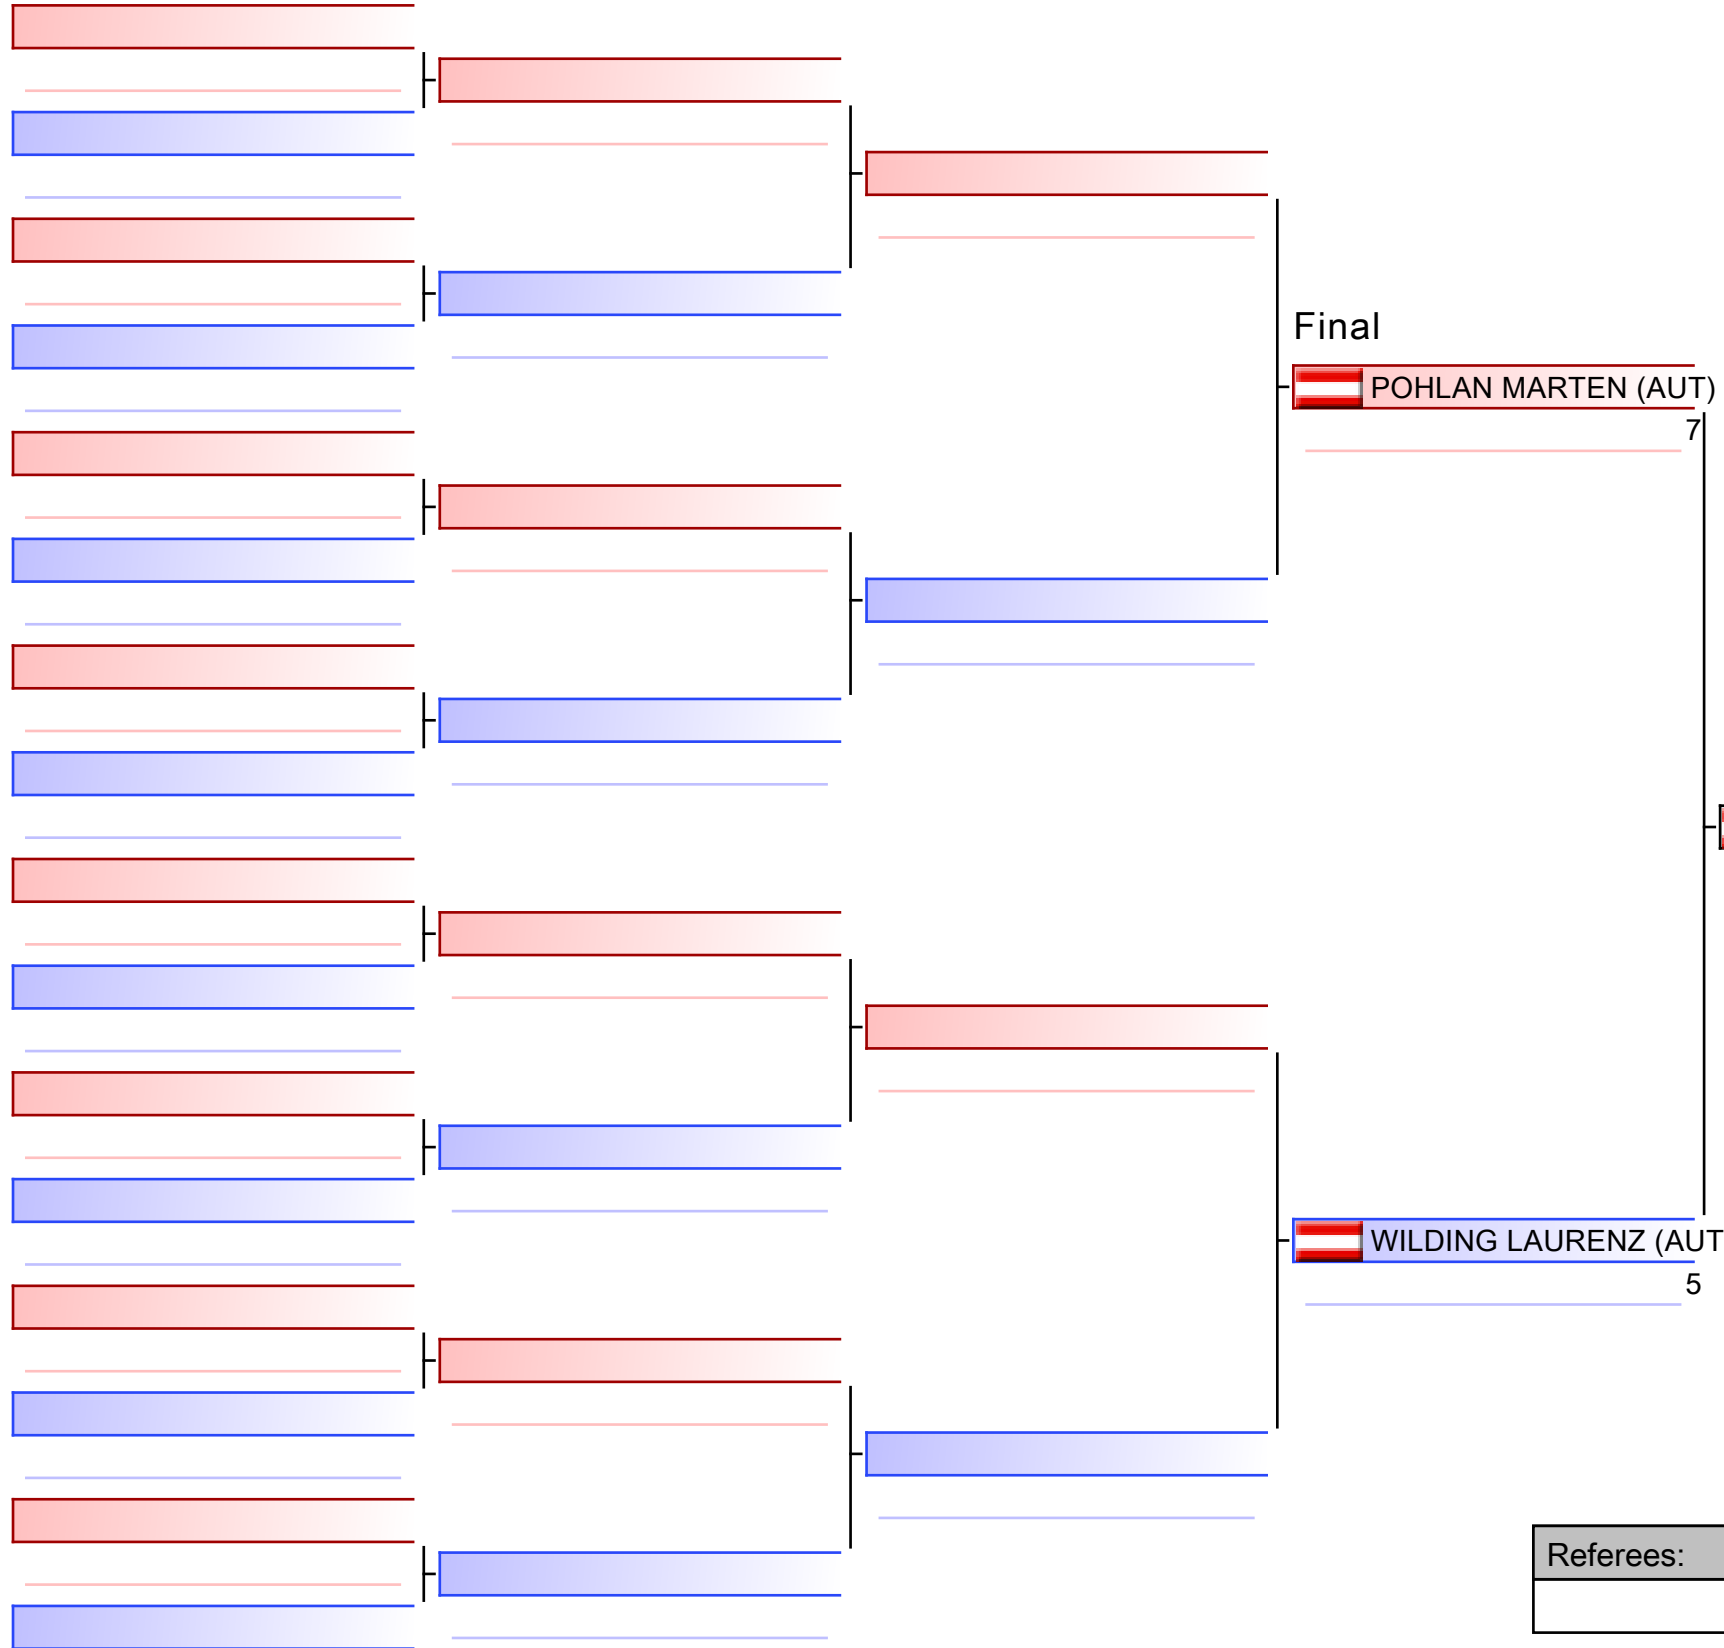 Final
POHLAN MARTEN (AUT)
7
WILDING LAURENZ (AUT
5
Referees: